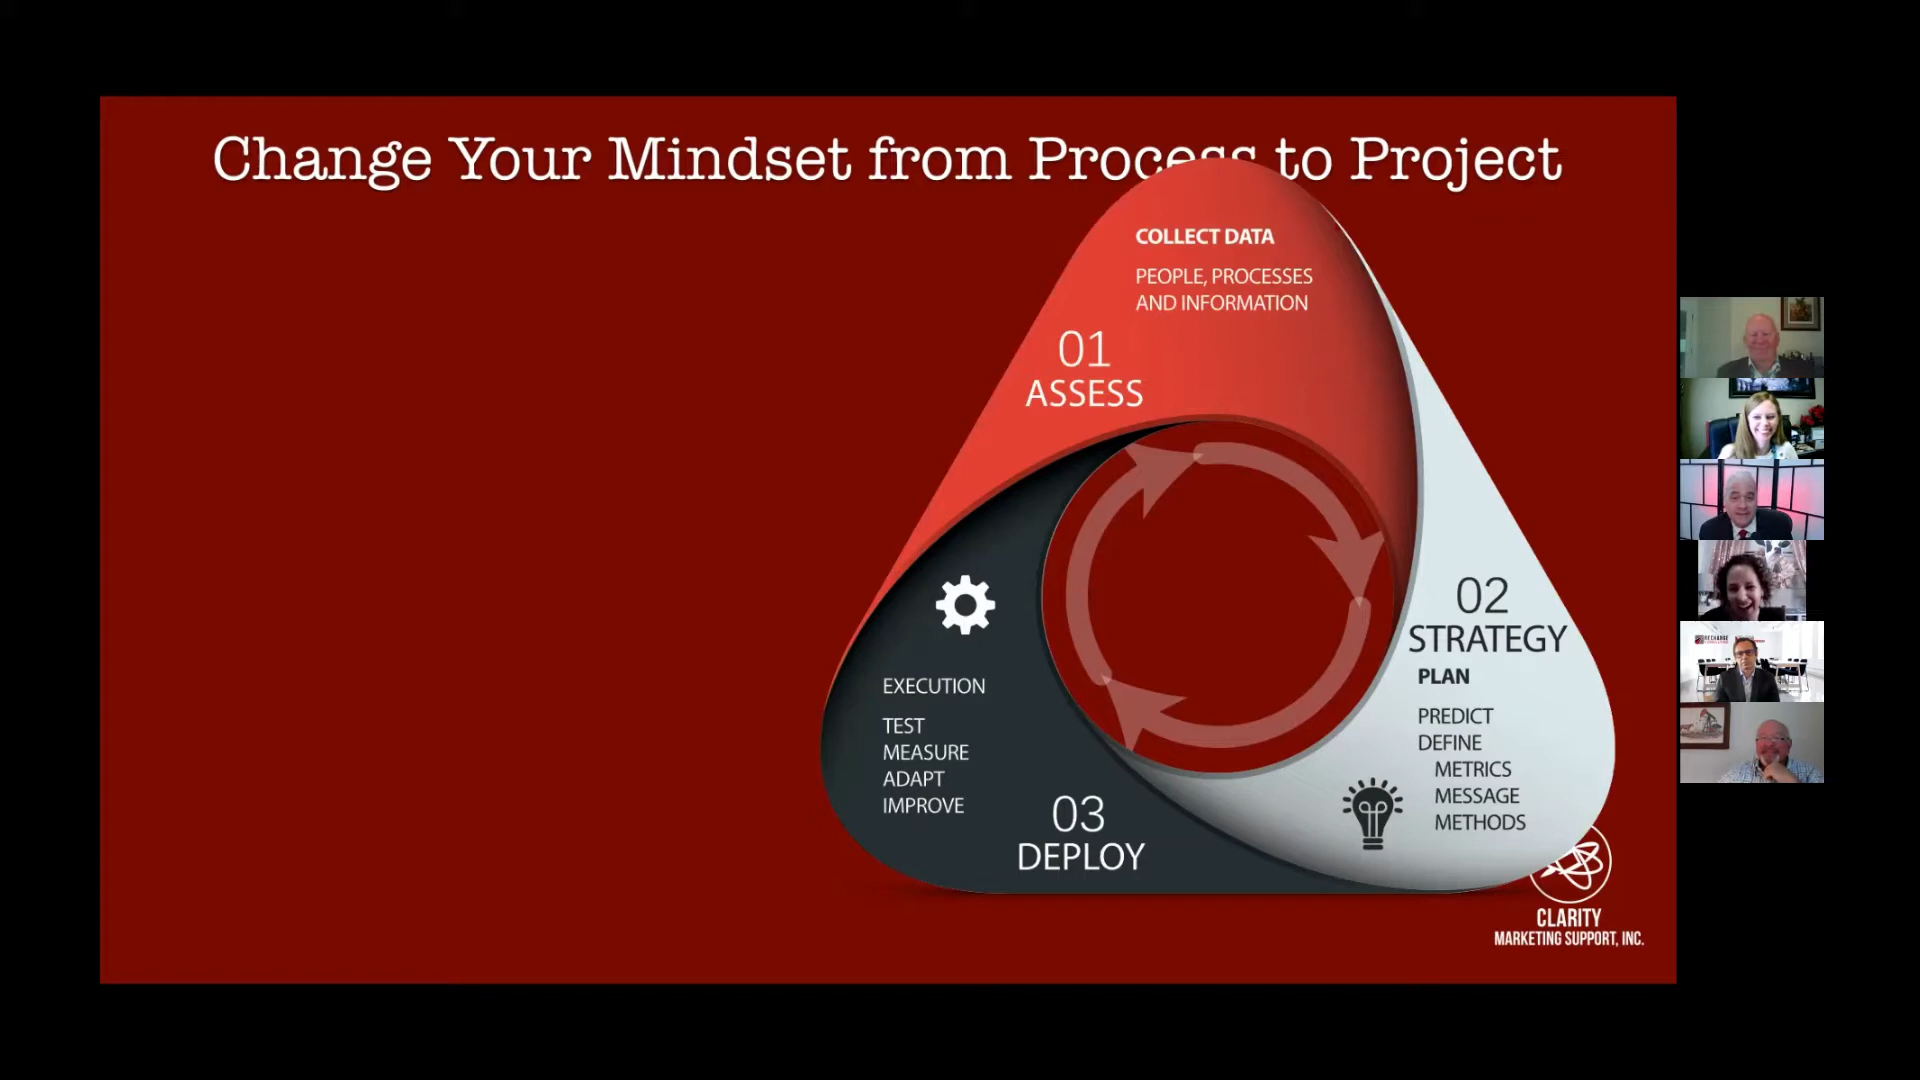 Change Your Mindset from Process to Project
COLLECT DATA
PEOPLE, PROCESSES
AND INFORMATION
01
ASSESS
02
STRATEGY
PLAN
PREDICT
DEFINE
METRICS
MESSAGE
METHODS
EXECUTION
TEST
MEASURE
ADAPT
IMPROVE
03
DEPLOY
CLARITY
MARKETING SUPPORT, INC.